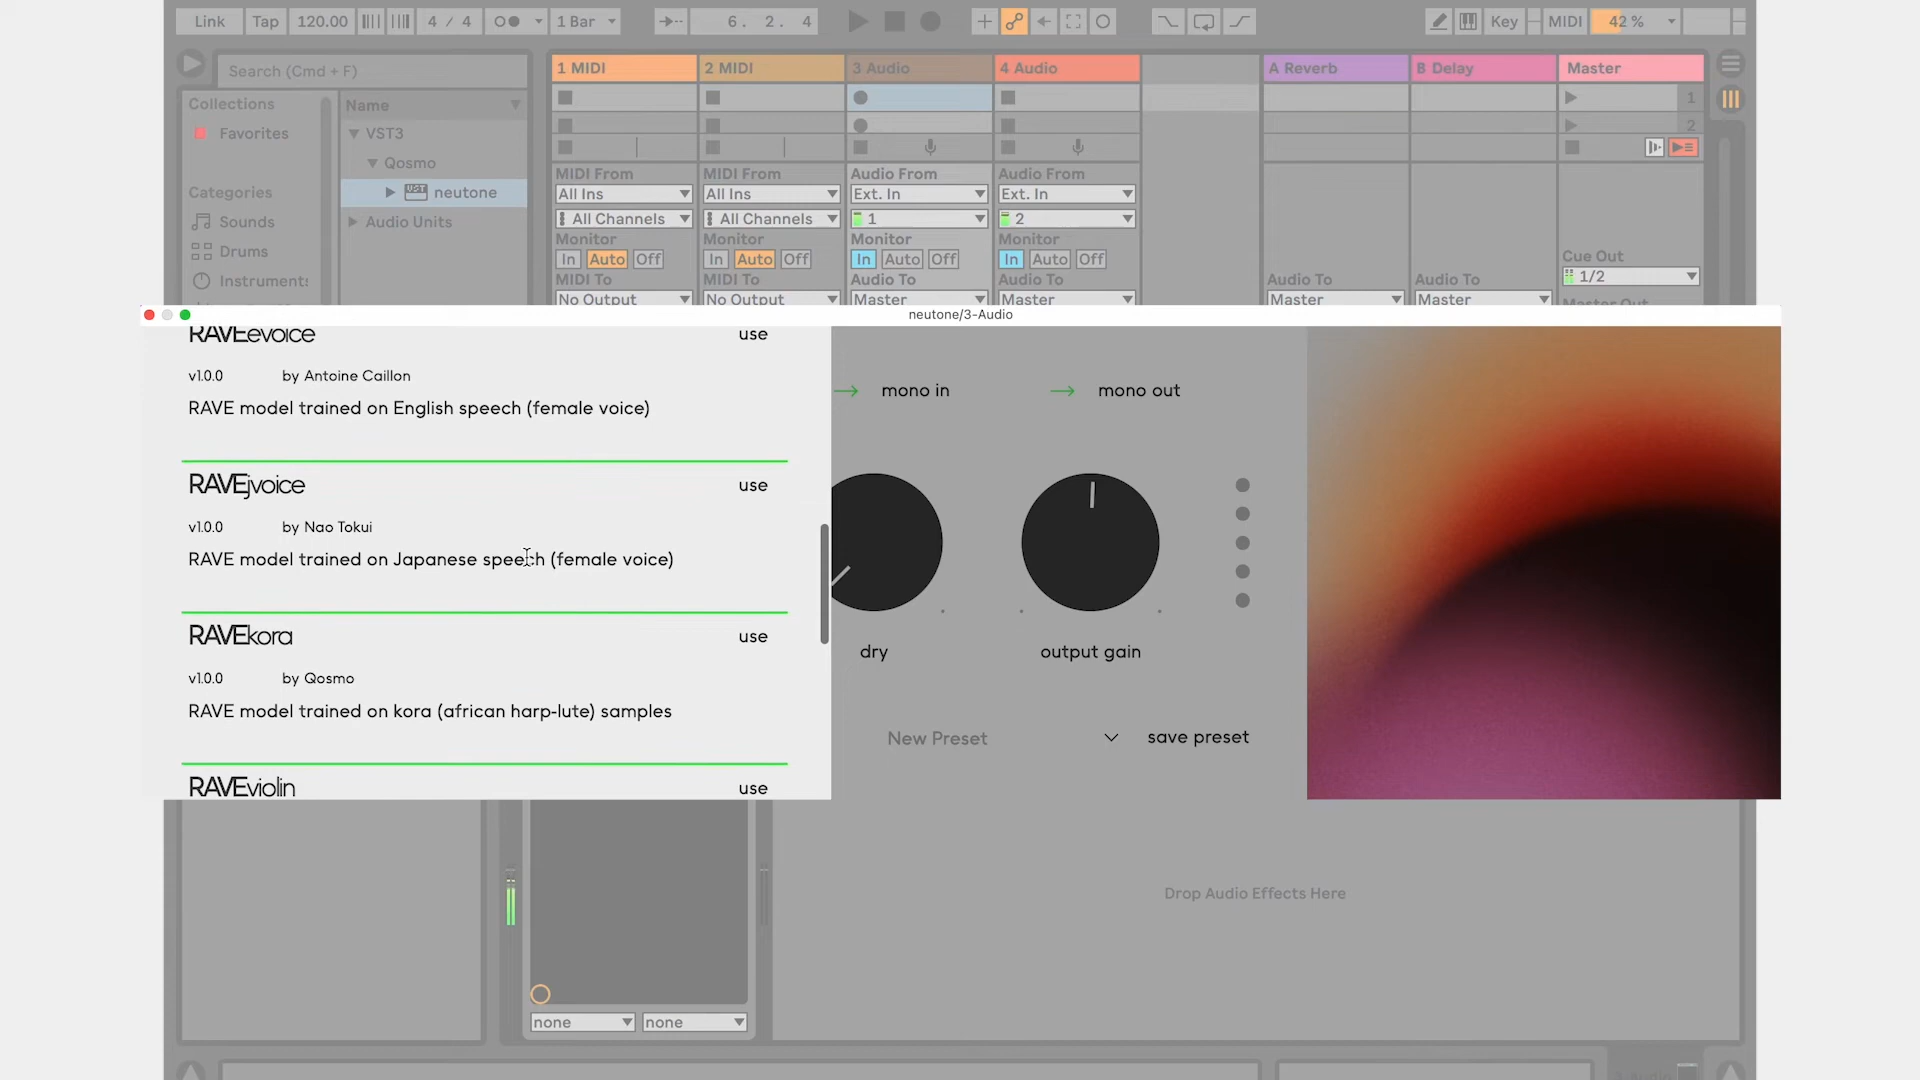 Link Tap 120.00 4 / 4 1 Bar 6. 2. 4 Key MIDI 42 %
Search (Cmd + F)
Collections
Favorites
Categories
Sounds
Drums
Instruments
Name
VST3
Qosmo
neutone
Audio Units
1 MIDI 2 MIDI 3 Audio 4 Audio A Reverb B Delay Master
1
2
MIDI From MIDI From Audio From Audio From
All Ins All Ins Ext. In Ext. In
All Channels All Channels 1 2
Monitor Monitor Monitor Monitor
In Auto Off In Auto Off In Auto Off In Auto Off
Cue Out
MIDI To MIDI To Audio To Audio To Audio To Audio To 1/2
No Output No Output Master Master Master Master Master Out
neutone/3-Audio
RAVEevoice use
v1.0.0 by Antoine Caillon
RAVE model trained on English speech (female voice)
RAVEjvoice use
v1.0.0 by Nao Tokui
RAVE model trained on Japanese speech (female voice)
RAVEkora use
v1.0.0 by Qosmo
RAVE model trained on kora (african harp-lute) samples
RAVEviolin use
mono in mono out
dry output gain
New Preset save preset
Drop Audio Effects Here
none none